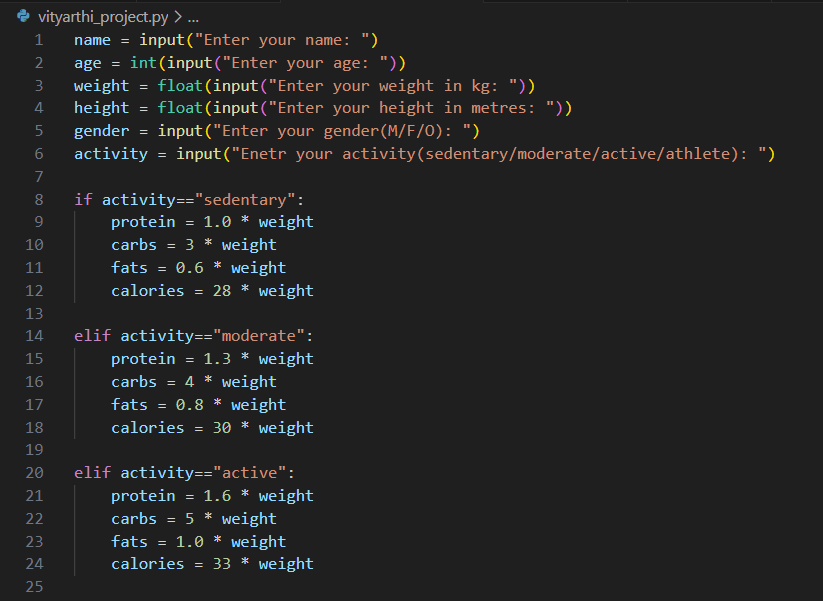 vityarthi_project.py > ...
1 name = input("Enter your name: ")
2 age = int(input("Enter your age: "))
3 weight = float(input("Enter your weight in kg: "))
4 height = float(input("Enter your height in metres: "))
5 gender = input("Enter your gender(M/F/O): ")
6 activity = input("Enetr your activity(sedentary/moderate/active/athlete): ")
7
8 if activity=="sedentary":
9     protein = 1.0 * weight
10     carbs = 3 * weight
11     fats = 0.6 * weight
12     calories = 28 * weight
13
14 elif activity=="moderate":
15     protein = 1.3 * weight
16     carbs = 4 * weight
17     fats = 0.8 * weight
18     calories = 30 * weight
19
20 elif activity=="active":
21     protein = 1.6 * weight
22     carbs = 5 * weight
23     fats = 1.0 * weight
24     calories = 33 * weight
25